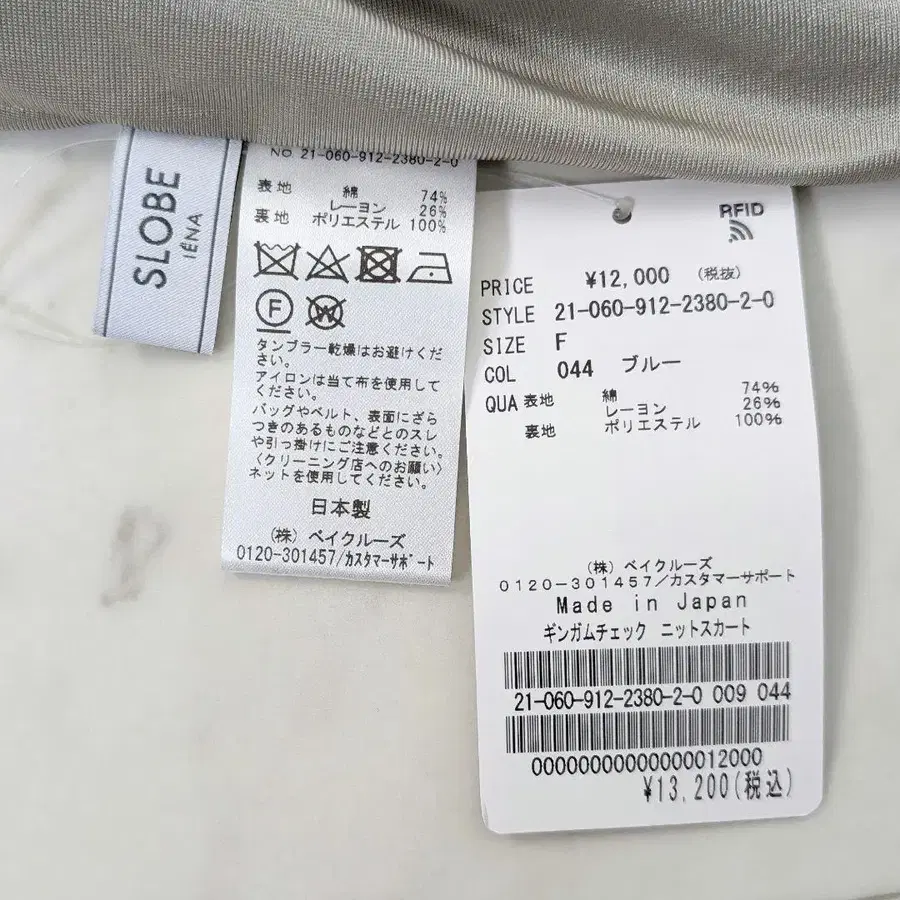 SLOBE
IÉNA
NO. 21-060-912-2380-2-0
表地 綿 74%
レーヨン 26%
裏地 ポリエステル 100%
F
W
タンブラー乾燥はお避けくだ
さい。
アイロンは当て布を使用して
ください。
バッグやベルト、表面にざら
つきのあるものなどとのスレ
や引っ掛けにご注意ください。
〈クリーニング店へのお願い〉
ネットを使用してください。
日本製
(株) ベイクルーズ
0120-301457/カスタマーサポート
RFID
PRICE ¥12,000 (税抜)
STYLE 21-060-912-2380-2-0
SIZE F
COL 044 ブルー
QUA 表地 綿 74%
レーヨン 26%
裏地 ポリエステル 100%
(株) ベイクルーズ
0120-301457/カスタマーサポート
Made in Japan
ギンガムチェック ニットスカート
21-060-912-2380-2-0 009 044
00000000000000012000
¥13,200(税込)